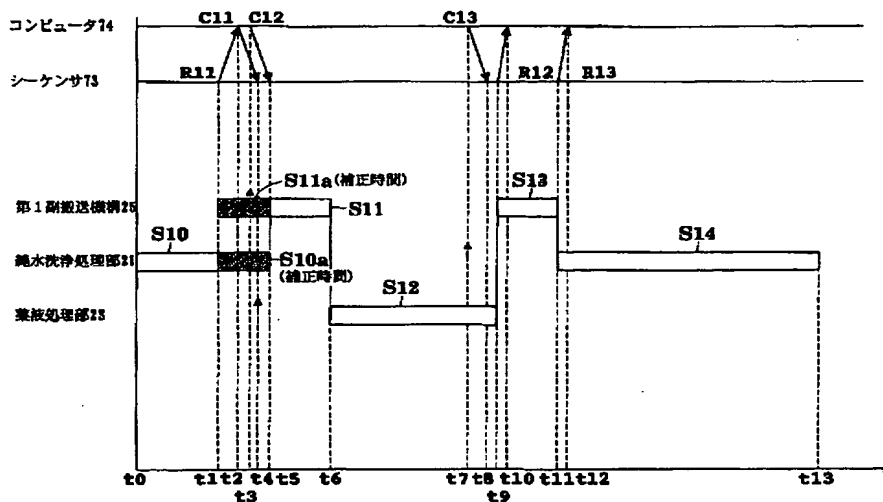 C11 C12 C13
コンピュータ74
R11 R12 R13
シーケンサ73
S11a(補正時間)
S13
第1副搬送機構25
S11
S10 S14
純水洗浄処理部21
S10a
(補正時間)
S12
薬液処理部23
t0 t1 t2 t4 t5 t6 t7 t8 t10 t11 t12 t13
t3 t9